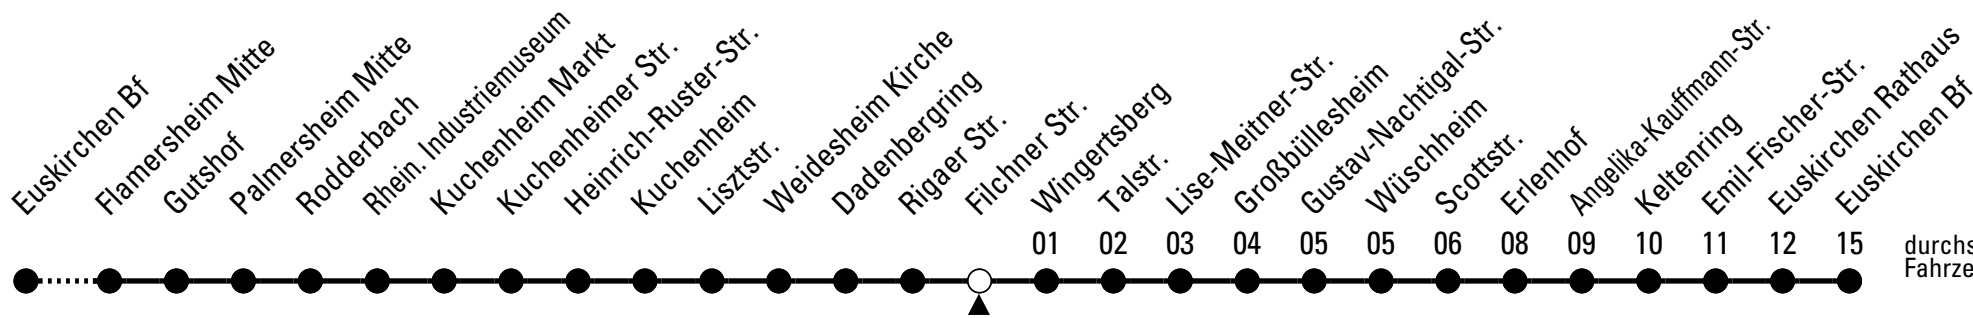 Euskirchen Bf
Flamersheim Mitte
Gutshof
Palmersheim Mitte
Rodderbach
Rhein. Industriemuseum
Kuchenheim Markt
Kuchenheimer Str.
Heinrich-Ruster-Str.
Kuchenheim
Lisztstr.
Weidesheim Kirche
Dadenbergring
Rigaer Str.
Filchner Str.
Wingertsberg
Talstr.
Lise-Meitner-Str.
Großbüllesheim
Gustav-Nachtigal-Str.
Wüschheim
Scottstr.
Erlenhof
Angelika-Kauffmann-Str.
Keltenring
Emil-Fischer-Str.
Euskirchen Rathaus
Euskirchen Bf
01 02 03 04 05 05 06 08 09 10 11 12 15
durchs
Fahrze